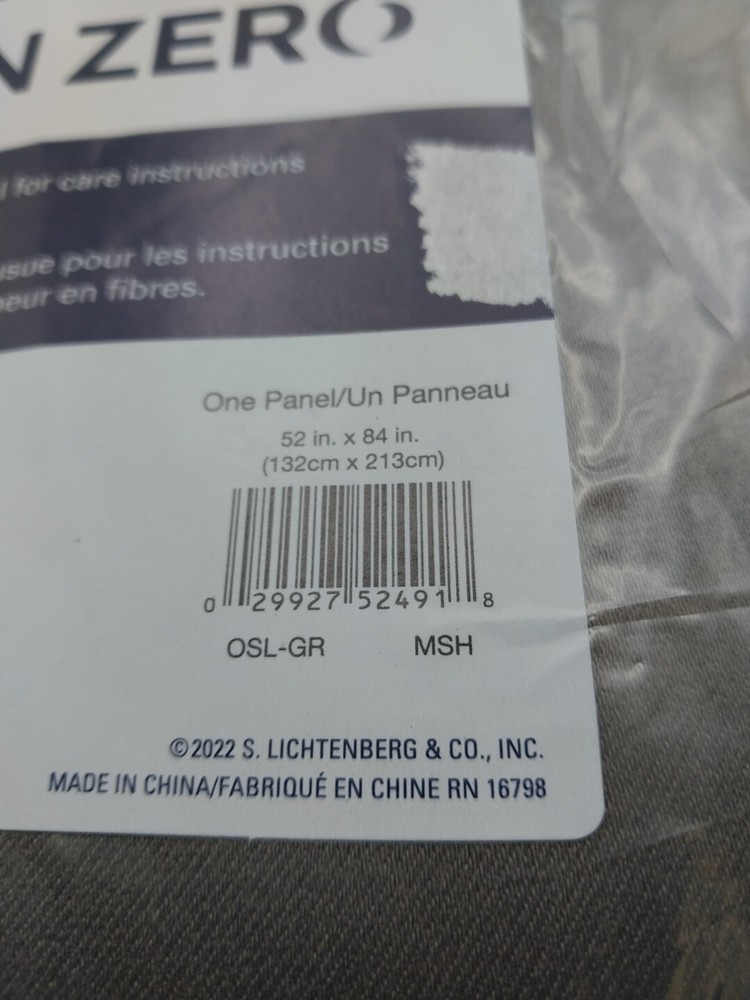 N ZERO
for care instructions
pour les instructions
en fibres.
One Panel/Un Panneau
52 in. x 84 in.
(132cm x 213cm)
0 29927 52491 8
OSL-GR MSH
©2022 S. LICHTENBERG & CO., INC.
MADE IN CHINA/FABRIQUÉ EN CHINE RN 16798